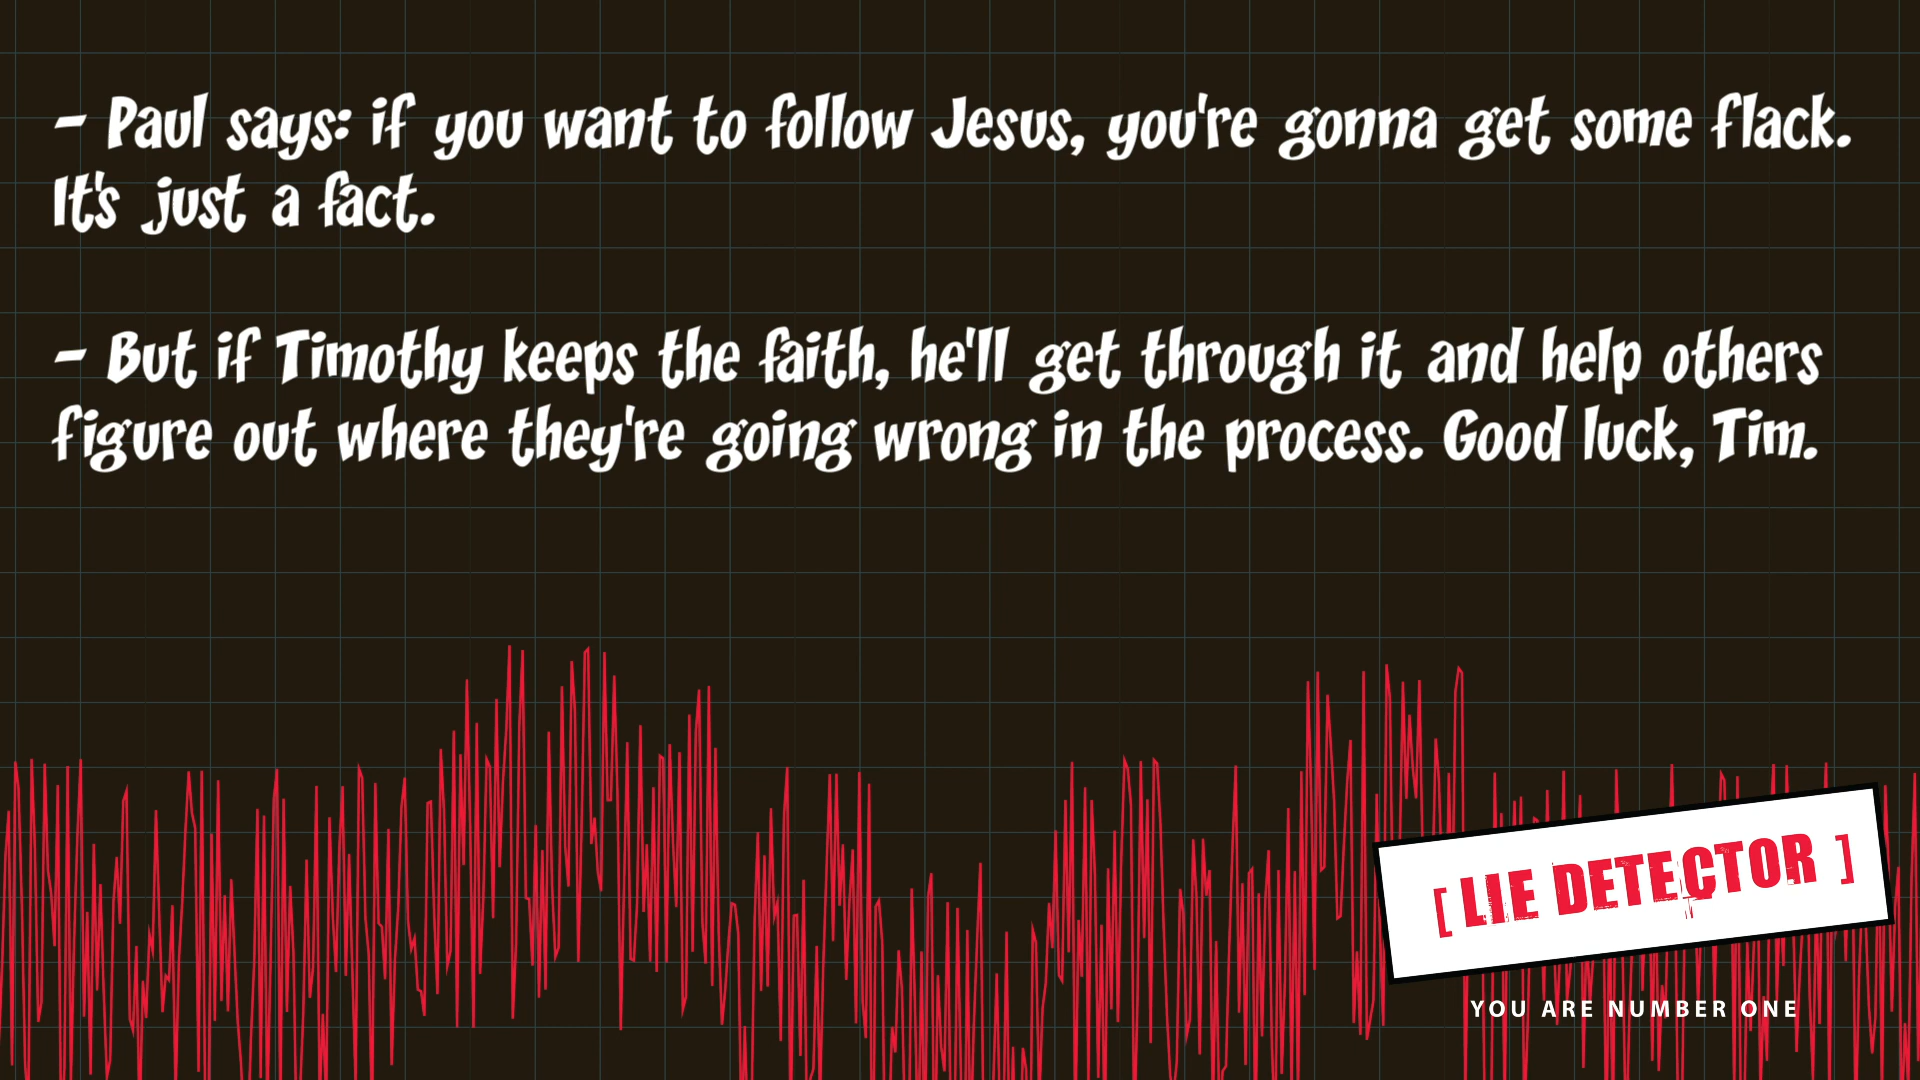 - Paul says: if you want to follow Jesus, you're gonna get some flack.
It's just a fact.
- But if Timothy keeps the faith, he'll get through it and help others
figure out where they're going wrong in the process. Good luck, Tim.
[ LIE DETECTOR ]
YOU ARE NUMBER ONE